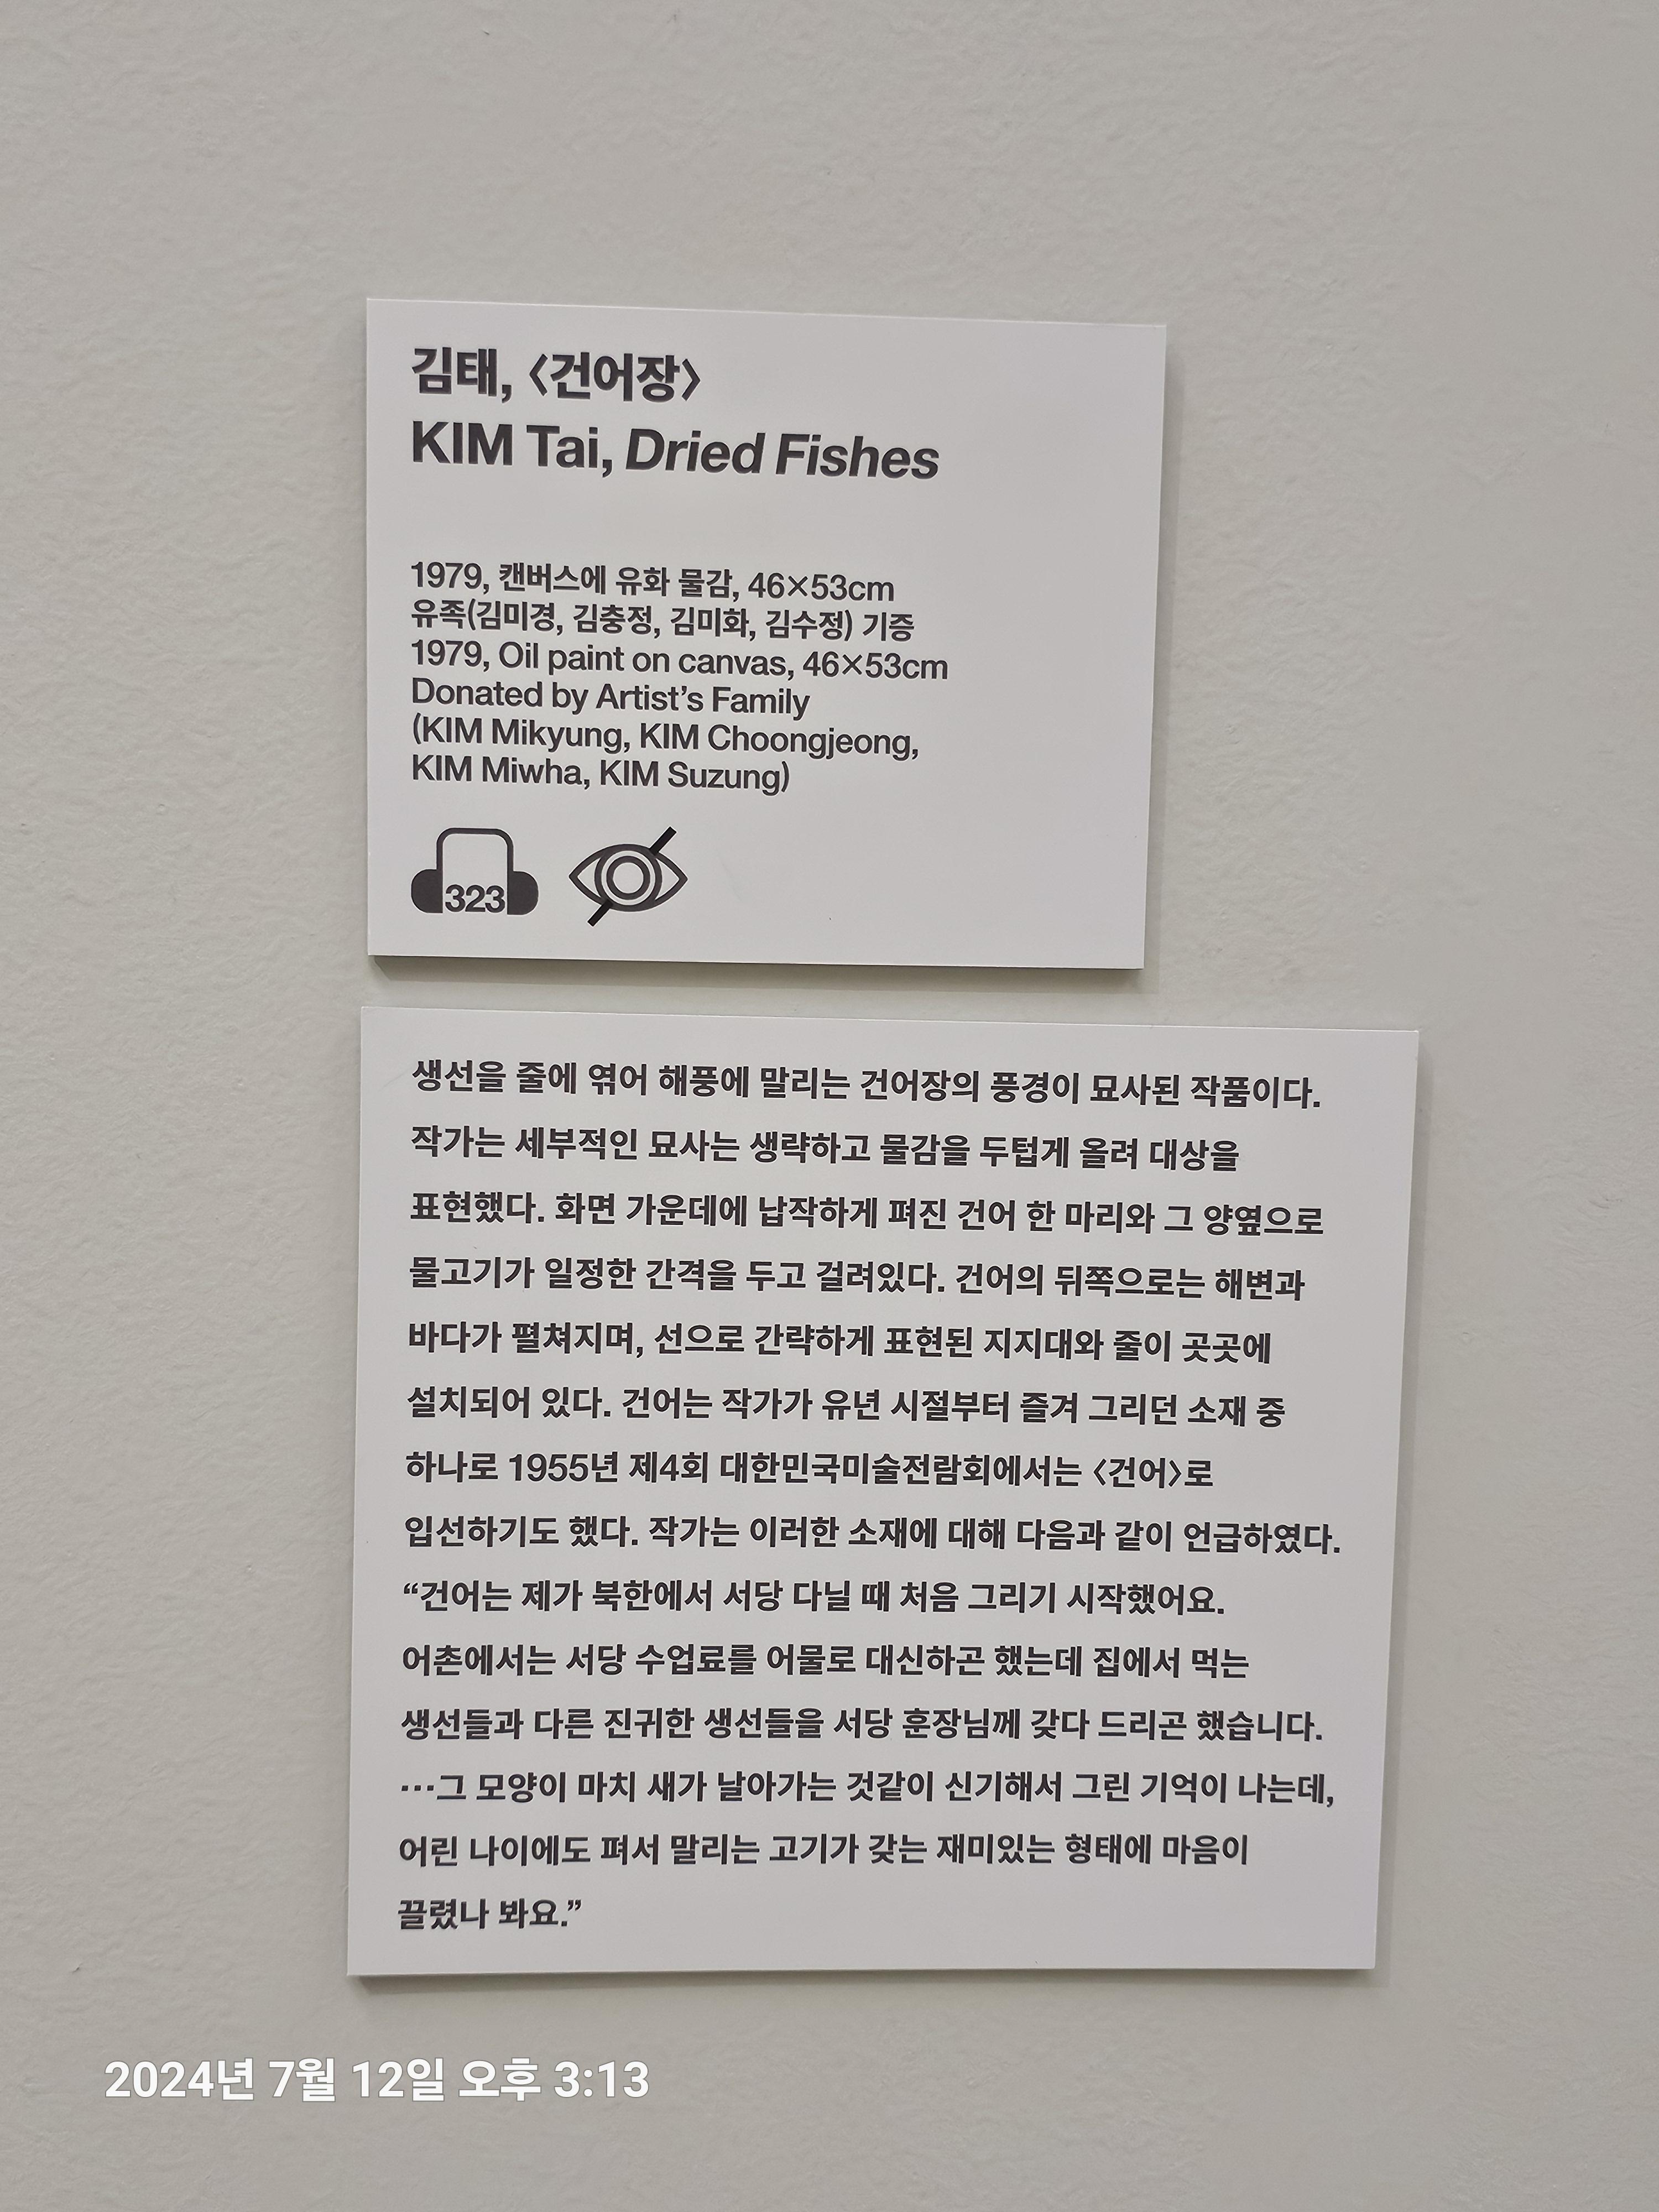 김태, 〈건어장〉
KIM Tai, Dried Fishes
1979, 캔버스에 유화 물감, 46×53cm
유족(김미경, 김충정, 김미화, 김수정) 기증
1979, Oil paint on canvas, 46×53cm
Donated by Artist’s Family
(KIM Mikyung, KIM Choongjeong,
KIM Miwha, KIM Suzung)
323
생선을 줄에 엮어 해풍에 말리는 건어장의 풍경이 묘사된 작품이다.
작가는 세부적인 묘사는 생략하고 물감을 두텁게 올려 대상을
표현했다. 화면 가운데에 납작하게 펴진 건어 한 마리와 그 양옆으로
물고기가 일정한 간격을 두고 걸려있다. 건어의 뒤쪽으로는 해변과
바다가 펼쳐지며, 선으로 간략하게 표현된 지지대와 줄이 곳곳에
설치되어 있다. 건어는 작가가 유년 시절부터 즐겨 그리던 소재 중
하나로 1955년 제4회 대한민국미술전람회에서는 〈건어〉로
입선하기도 했다. 작가는 이러한 소재에 대해 다음과 같이 언급하였다.
“건어는 제가 북한에서 서당 다닐 때 처음 그리기 시작했어요.
어촌에서는 서당 수업료를 어물로 대신하곤 했는데 집에서 먹는
생선들과 다른 진귀한 생선들을 서당 훈장님께 갖다 드리곤 했습니다.
…그 모양이 마치 새가 날아가는 것같이 신기해서 그린 기억이 나는데,
어린 나이에도 펴서 말리는 고기가 갖는 재미있는 형태에 마음이
끌렸나 봐요.”
2024년 7월 12일 오후 3:13